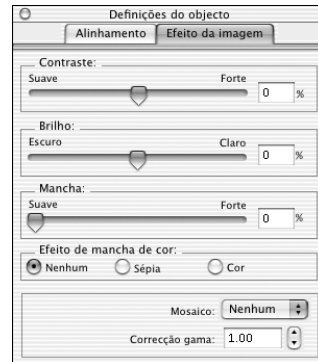 Definições do objecto
Alinhamento Efeito da imagem
Contraste:
Suave Forte
0 %
Brilho:
Escuro Claro
0 %
Mancha:
Suave Forte
0 %
Efeito de mancha de cor:
Nenhum Sépia Cor
Mosaico: Nenhum
Correcção gama: 1.00